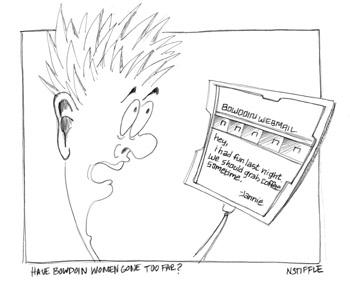 BOWDOIN WEBMAIL
n n n n n
Hey,
I had fun last night.
We should grab coffee
sometime.
-Jannie
HAVE BOWDOIN WOMEN GONE TOO FAR?
N.STIFFLE